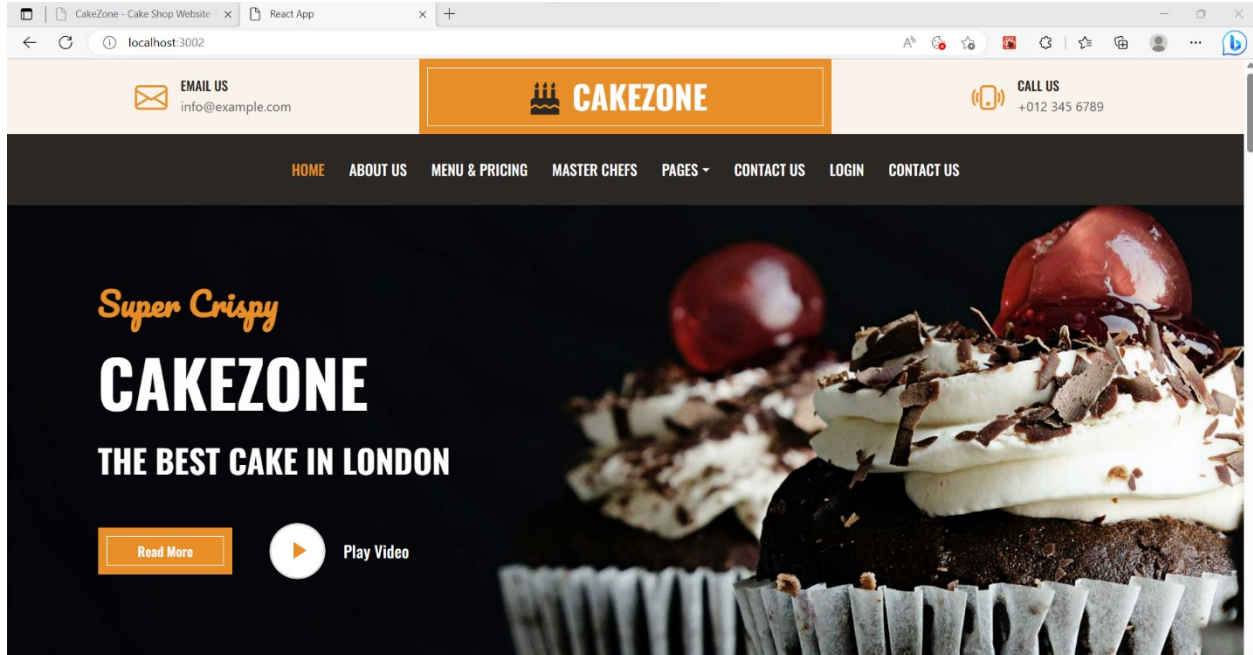 CakeZone - Cake Shop Website
React App
localhost:3002
EMAIL US
info@example.com
CAKEZONE
CALL US
+012 345 6789
HOME ABOUT US MENU & PRICING MASTER CHEFS PAGES CONTACT US LOGIN CONTACT US
Super Crispy
CAKEZONE
THE BEST CAKE IN LONDON
Read More
Play Video